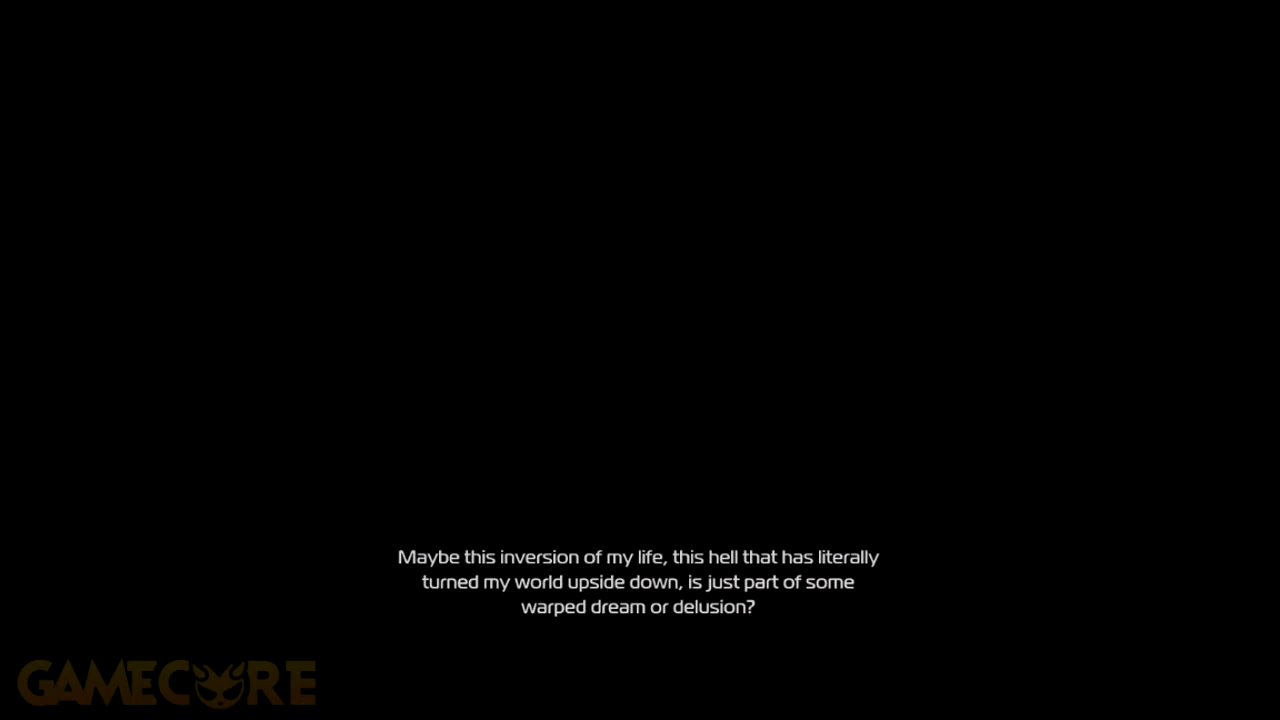 Maybe this inversion of my life, this hell that has literally
turned my world upside down, is just part of some
warped dream or delusion?
GAMECORE